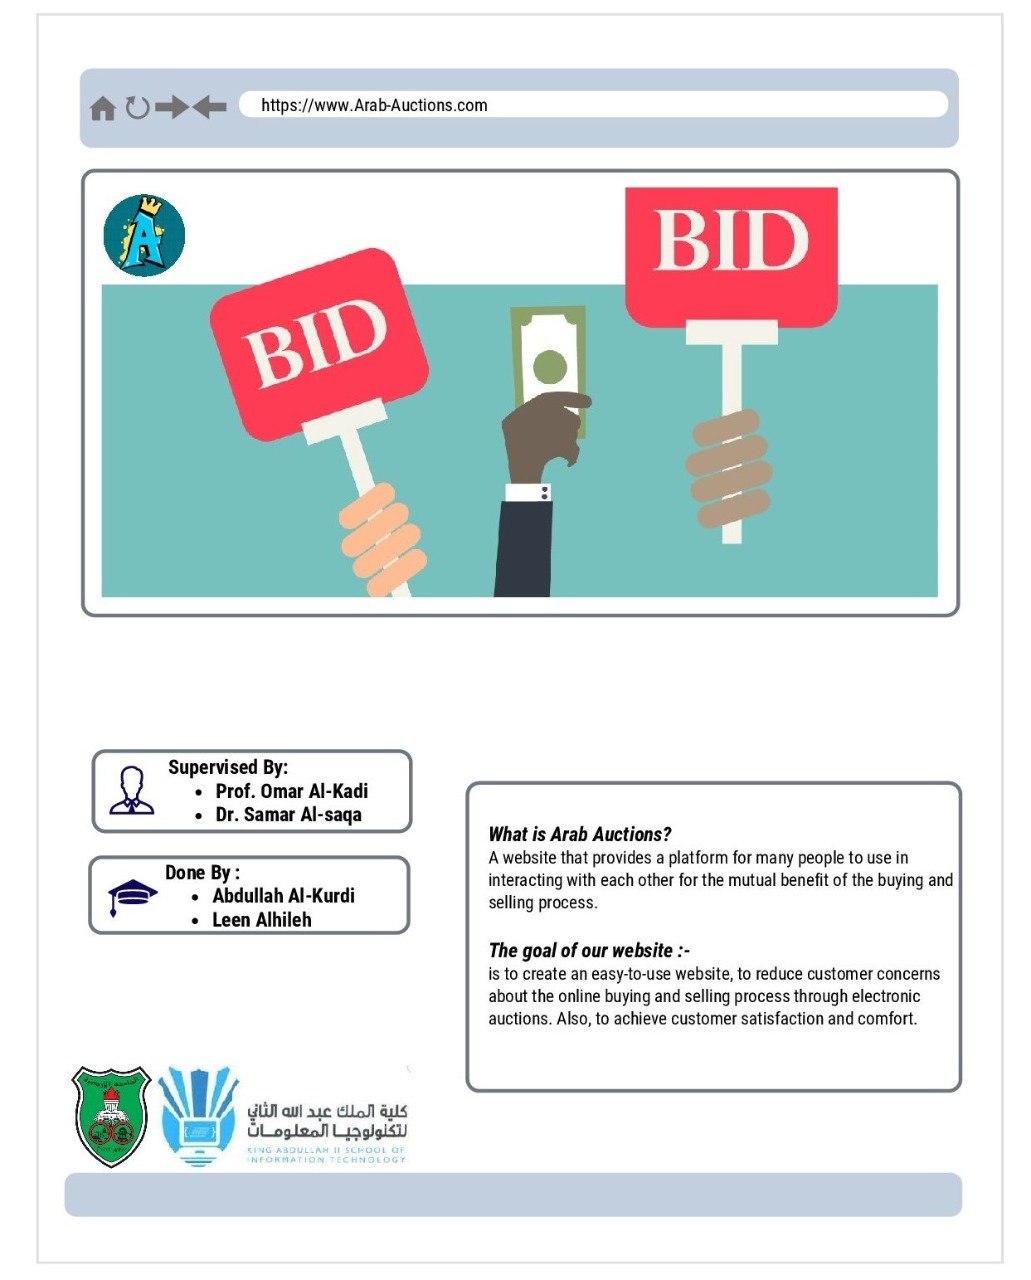 https://www.Arab-Auctions.com
A
BID
BID
Supervised By:
• Prof. Omar Al-Kadi
• Dr. Samar Al-saqa
Done By :
• Abdullah Al-Kurdi
• Leen Alhileh
What is Arab Auctions?
A website that provides a platform for many people to use in
interacting with each other for the mutual benefit of the buying and
selling process.
The goal of our website :-
is to create an easy-to-use website, to reduce customer concerns
about the online buying and selling process through electronic
auctions. Also, to achieve customer satisfaction and comfort.
كلية الملك عبد الله الثاني
لتكنولوجيا المعلومات
KING ABDULLAH II SCHOOL OF
INFORMATION TECHNOLOGY